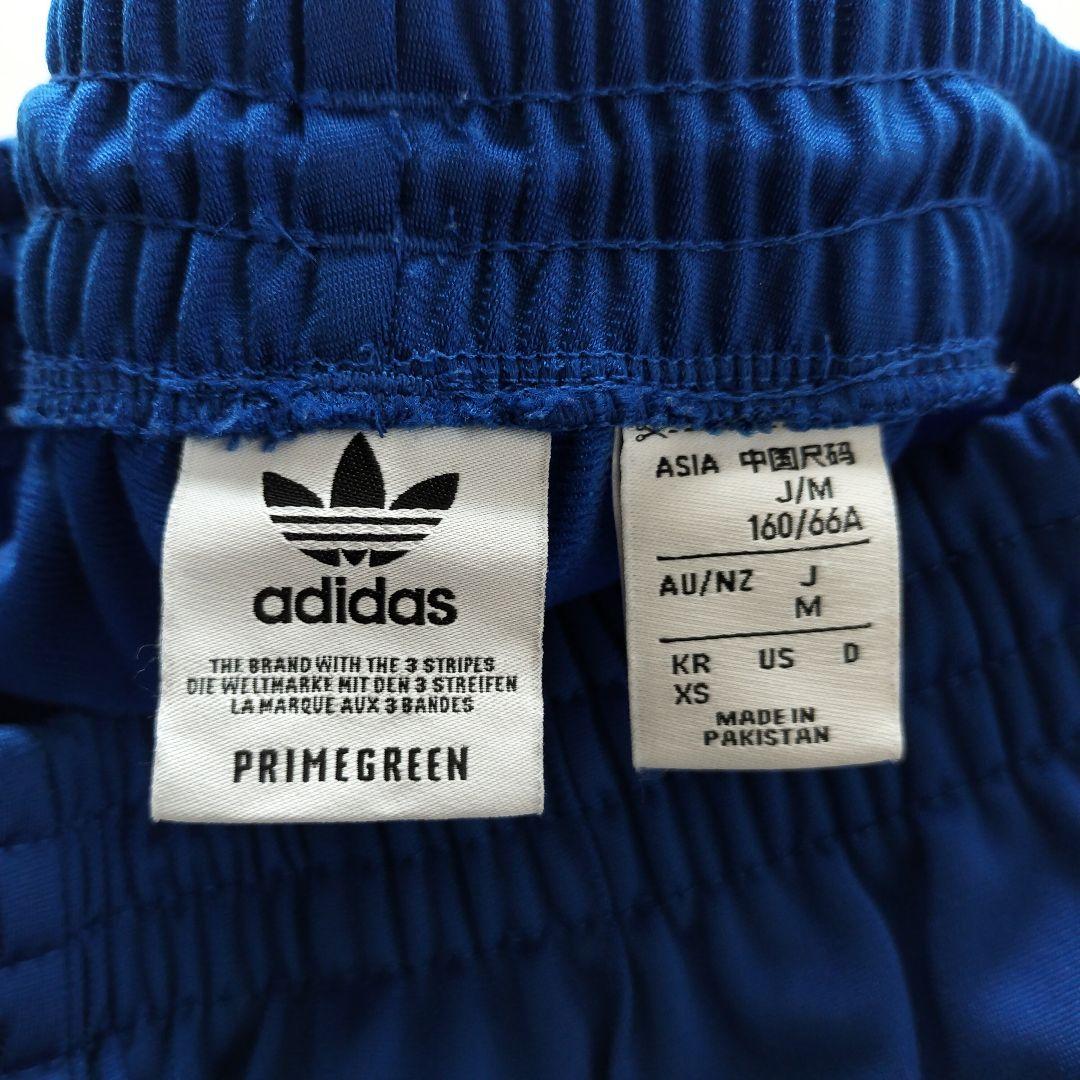 adidas
THE BRAND WITH THE 3 STRIPES
DIE WELTMARKE MIT DEN 3 STREIFEN
LA MARQUE AUX 3 BANDES
PRIMEGREEN
ASIA 中国尺码
J/M
160/66A
AU/NZ J
M
KR US D
XS
MADE IN
PAKISTAN